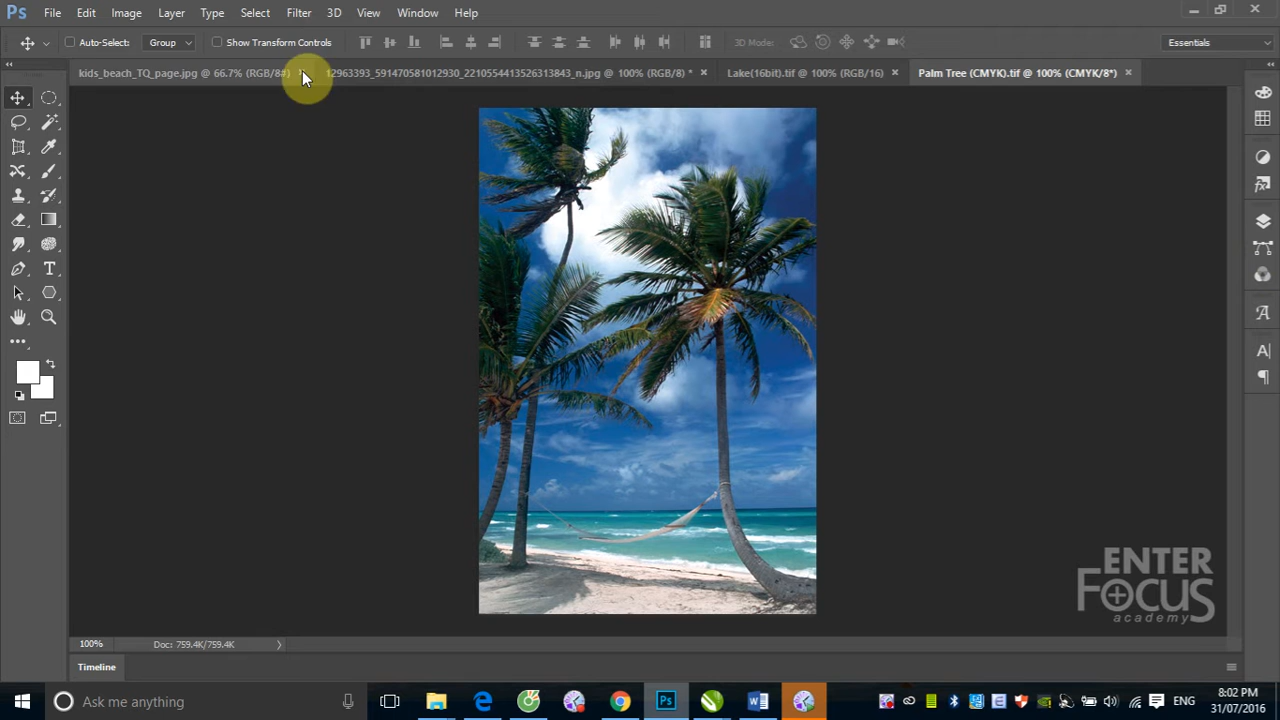 Ps File Edit Image Layer Type Select Filter 3D View Window Help
Auto-Select: Group Show Transform Controls 3D Mode: Essentials
kids_beach_TQ_page.jpg @ 66.7% (RGB/8#) 12963393_591470581012930_2210554413526313843_n.jpg @ 100% (RGB/8) * Lake(16bit).tif @ 100% (RGB/16) Palm Tree (CMYK).tif @ 100% (CMYK/8*)
ENTER
FOCUS
academy
100% Doc: 759.4K/759.4K
Timeline
Ask me anything
Ps
ENG
8:02 PM
31/07/2016